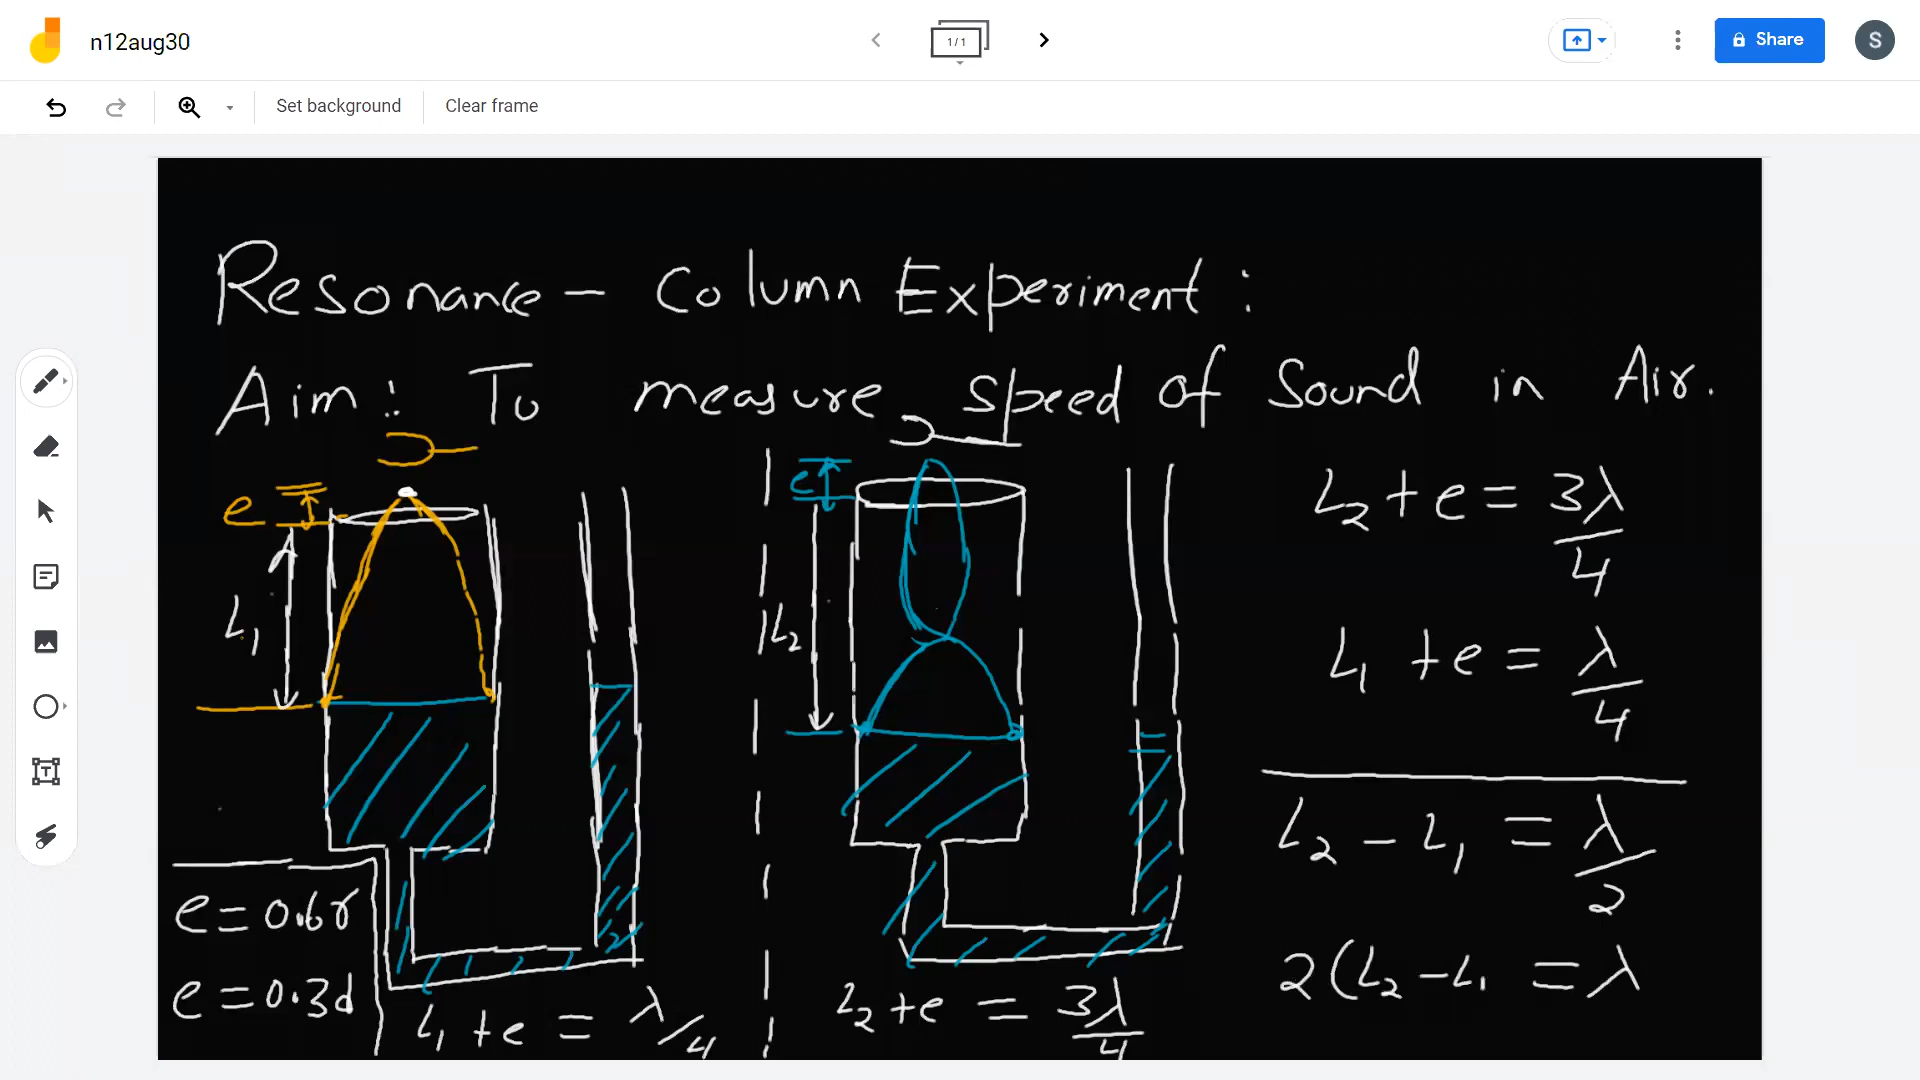 n12aug30
1/1
Share
S
Set background
Clear frame
Resonance - Column Experiment :
Aim : To measure speed of Sound in Air.
e
L₁
e = 0.6r
e = 0.3d
L₁ + e = λ/4
e
L₂
L₂ + e = 3λ/4
L₂ + e = 3λ/4
L₁ + e = λ/4
L₂ - L₁ = λ/2
2(L₂ - L₁ = λ